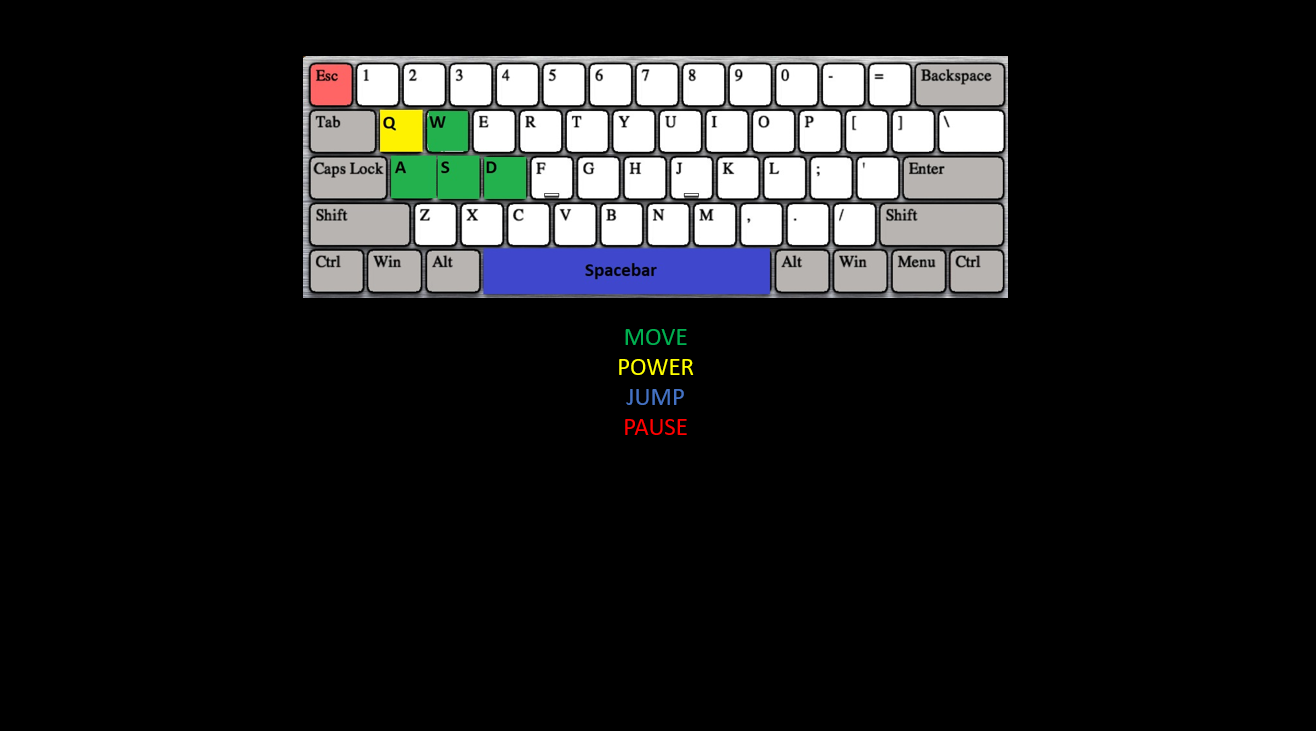 Esc 1 2 3 4 5 6 7 8 9 0 - = Backspace
Tab Q W E R T Y U I O P [ ] \
Caps Lock A S D F G H J K L ; ' Enter
Shift Z X C V B N M , . / Shift
Ctrl Win Alt Spacebar Alt Win Menu Ctrl
MOVE
POWER
JUMP
PAUSE